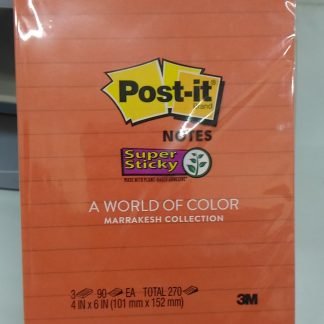 Post-it
Brand
NOTES
Super
Sticky
MADE WITH PLANT-BASED ADHESIVE
A WORLD OF COLOR
MARRAKESH COLLECTION
3 90 EA TOTAL 270
4 IN x 6 IN (101 mm x 152 mm)
3M